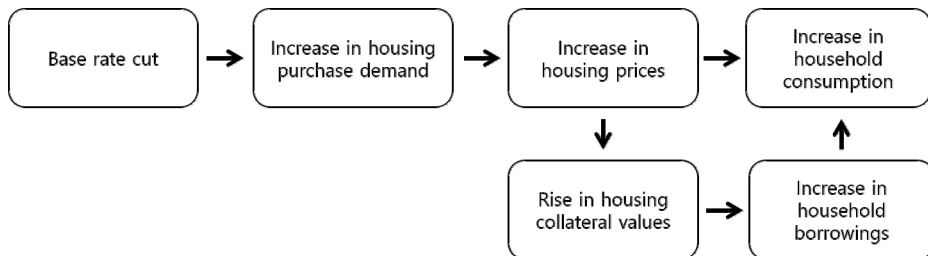 Base rate cut
Increase in housing
purchase demand
Increase in
housing prices
Increase in
household
consumption
Rise in housing
collateral values
Increase in
household
borrowings